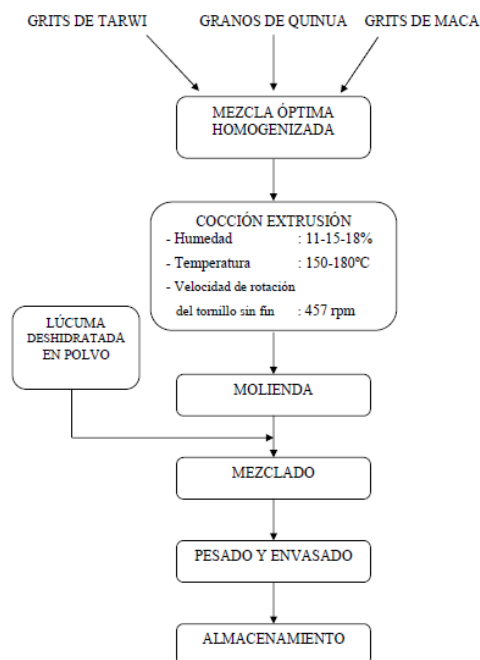 GRITS DE TARWI
GRANOS DE QUINUA
GRITS DE MACA
MEZCLA ÓPTIMA
HOMOGENIZADA
COCCIÓN EXTRUSIÓN
- Humedad : 11-15-18%
- Temperatura : 150-180ºC
- Velocidad de rotación
del tornillo sin fin : 457 rpm
LÚCUMA
DESHIDRATADA
EN POLVO
MOLIENDA
MEZCLADO
PESADO Y ENVASADO
ALMACENAMIENTO